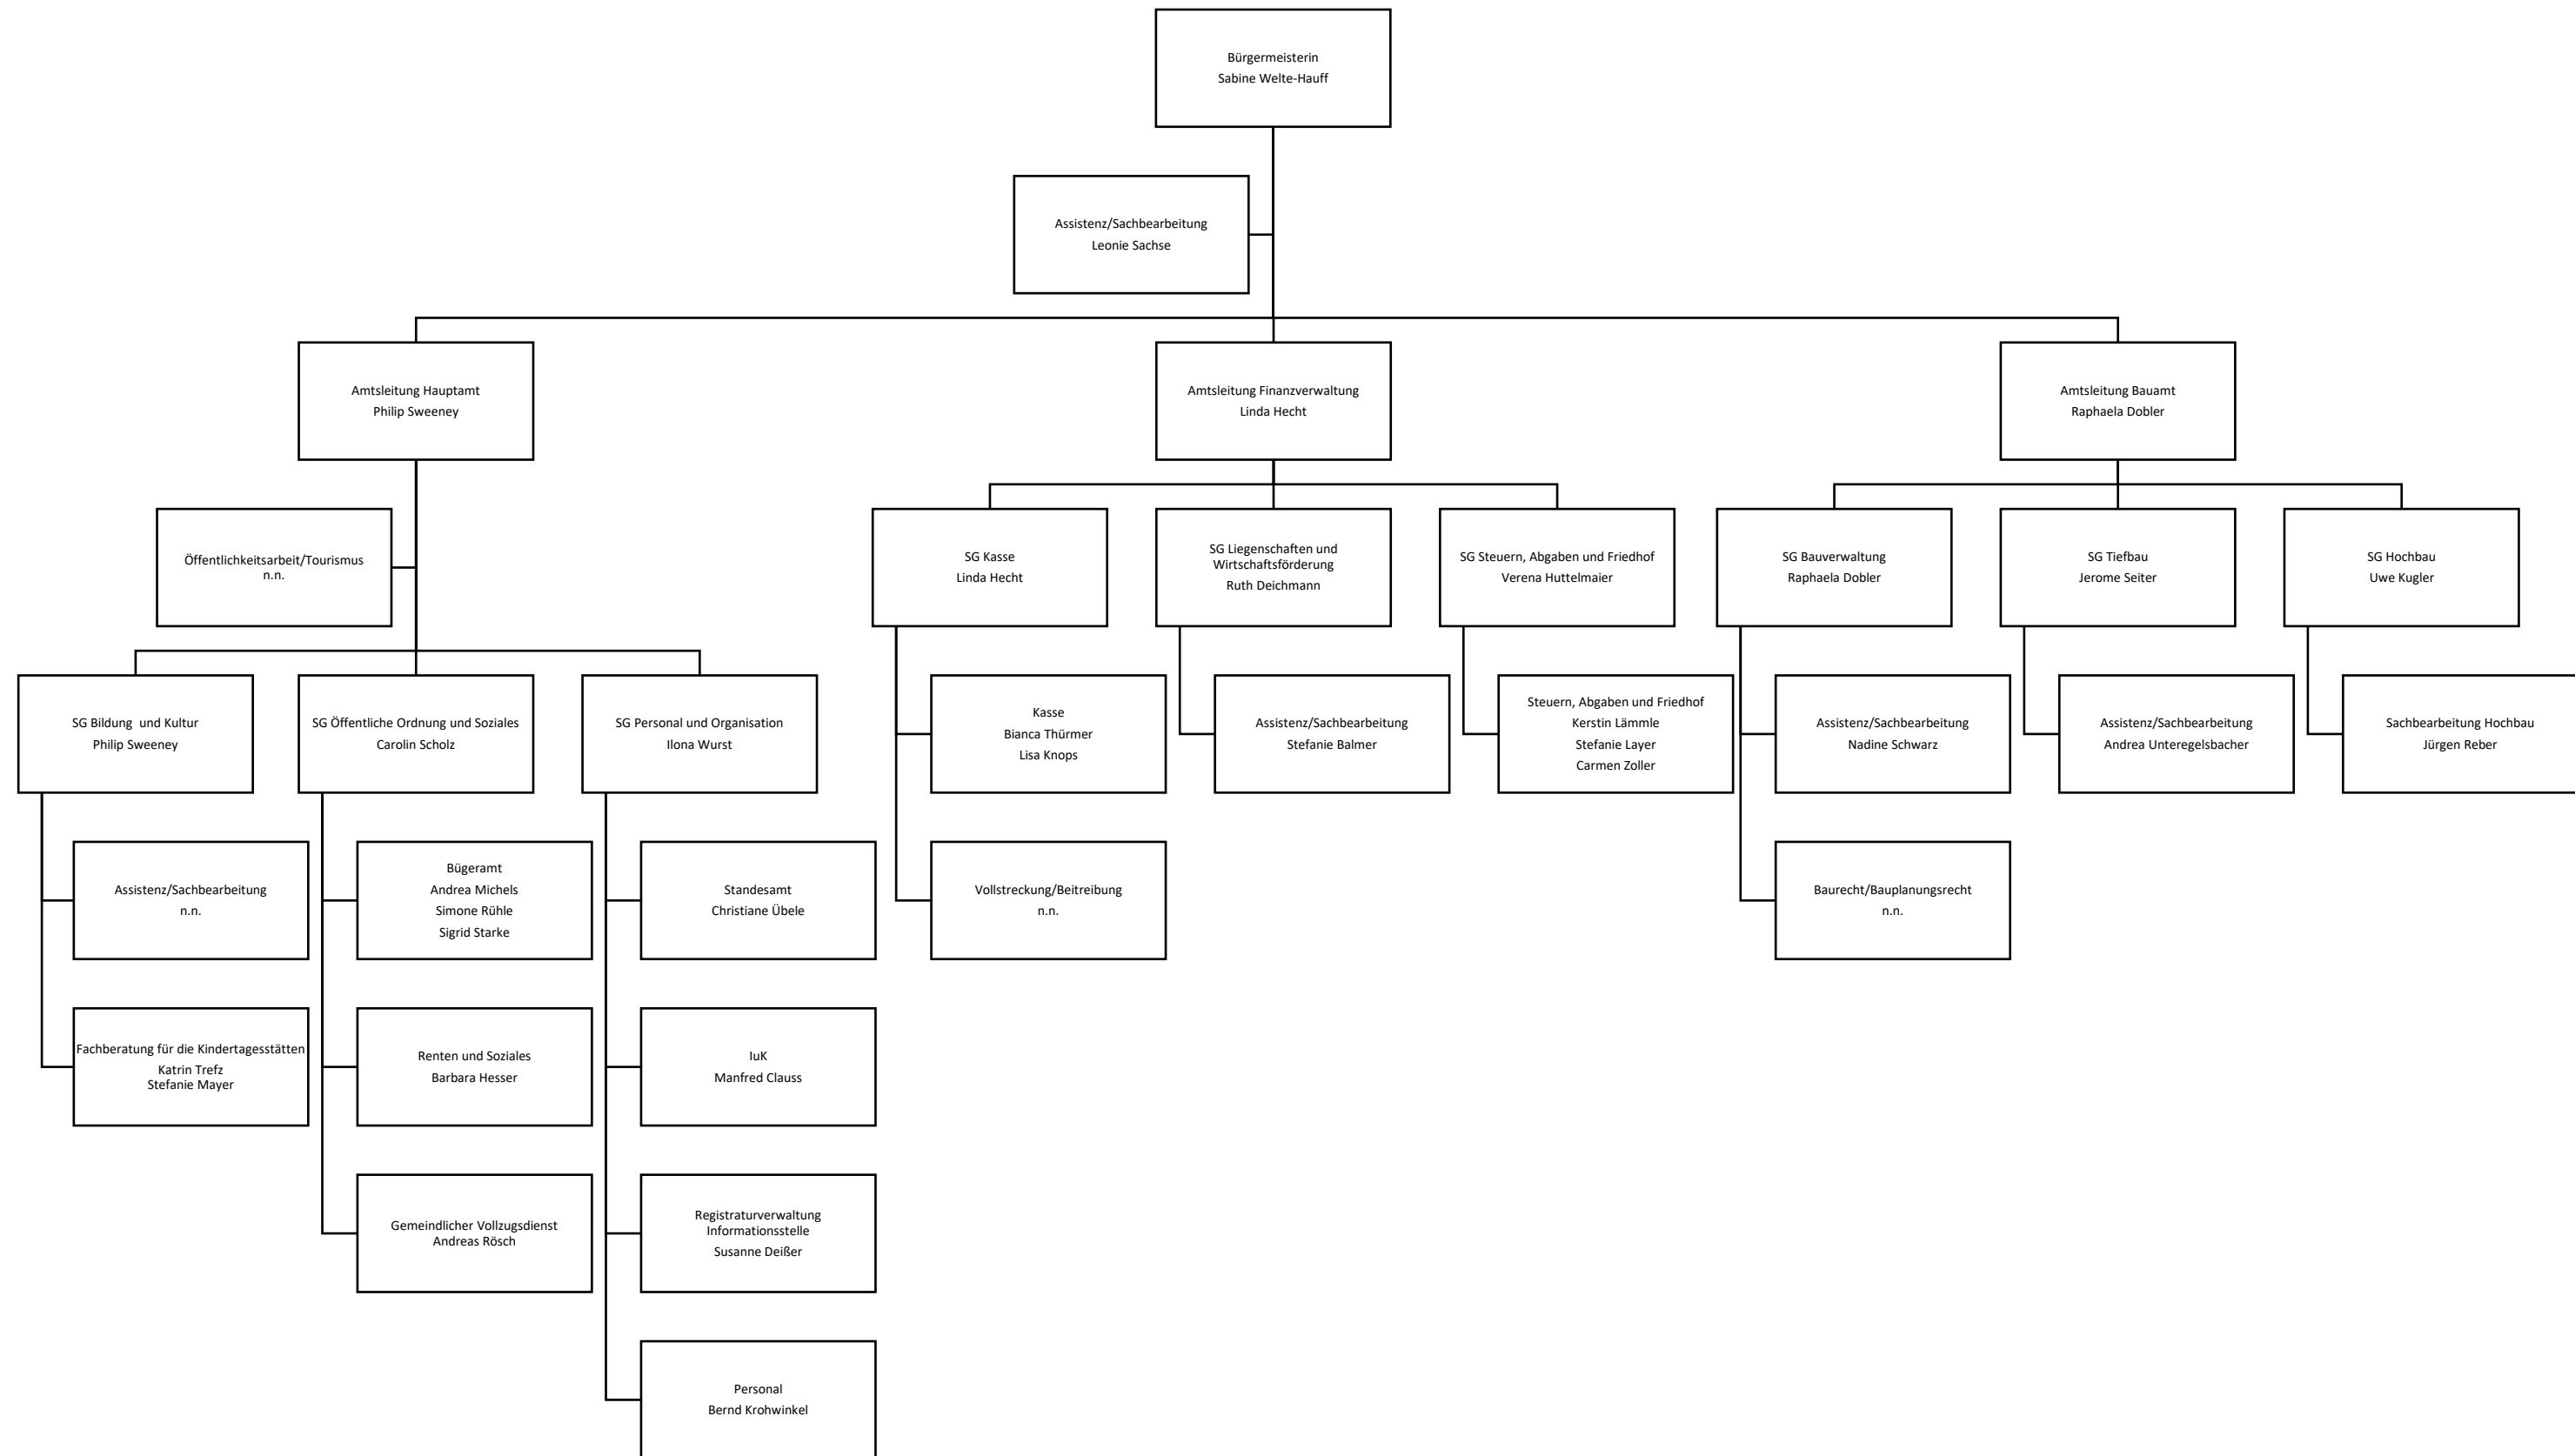 Bürgermeisterin
Sabine Welte-Hauff
Assistenz/Sachbearbeitung
Leonie Sachse
Amtsleitung Hauptamt
Philip Sweeney
Amtsleitung Finanzverwaltung
Linda Hecht
Amtsleitung Bauamt
Raphaela Dobler
Öffentlichkeitsarbeit/Tourismus
n.n.
SG Kasse
Linda Hecht
SG Liegenschaften und
Wirtschaftsförderung
Ruth Deichmann
SG Steuern, Abgaben und Friedhof
Verena Huttelmaier
SG Bauverwaltung
Raphaela Dobler
SG Tiefbau
Jerome Seiter
SG Hochbau
Uwe Kugler
SG Bildung  und Kultur
Philip Sweeney
SG Öffentliche Ordnung und Soziales
Carolin Scholz
SG Personal und Organisation
Ilona Wurst
Kasse
Bianca Thürmer
Lisa Knops
Assistenz/Sachbearbeitung
Stefanie Balmer
Steuern, Abgaben und Friedhof
Kerstin Lämmle
Stefanie Layer
Carmen Zoller
Assistenz/Sachbearbeitung
Nadine Schwarz
Assistenz/Sachbearbeitung
Andrea Unteregelsbacher
Sachbearbeitung Hochbau
Jürgen Reber
Assistenz/Sachbearbeitung
n.n.
Bügeramt
Andrea Michels
Simone Rühle
Sigrid Starke
Standesamt
Christiane Übele
Vollstreckung/Beitreibung
n.n.
Baurecht/Bauplanungsrecht
n.n.
Fachberatung für die Kindertagesstätten
Katrin Trefz
Stefanie Mayer
Renten und Soziales
Barbara Hesser
IuK
Manfred Clauss
Gemeindlicher Vollzugsdienst
Andreas Rösch
Registraturverwaltung
Informationsstelle
Susanne Deißer
Personal
Bernd Krohwinkel